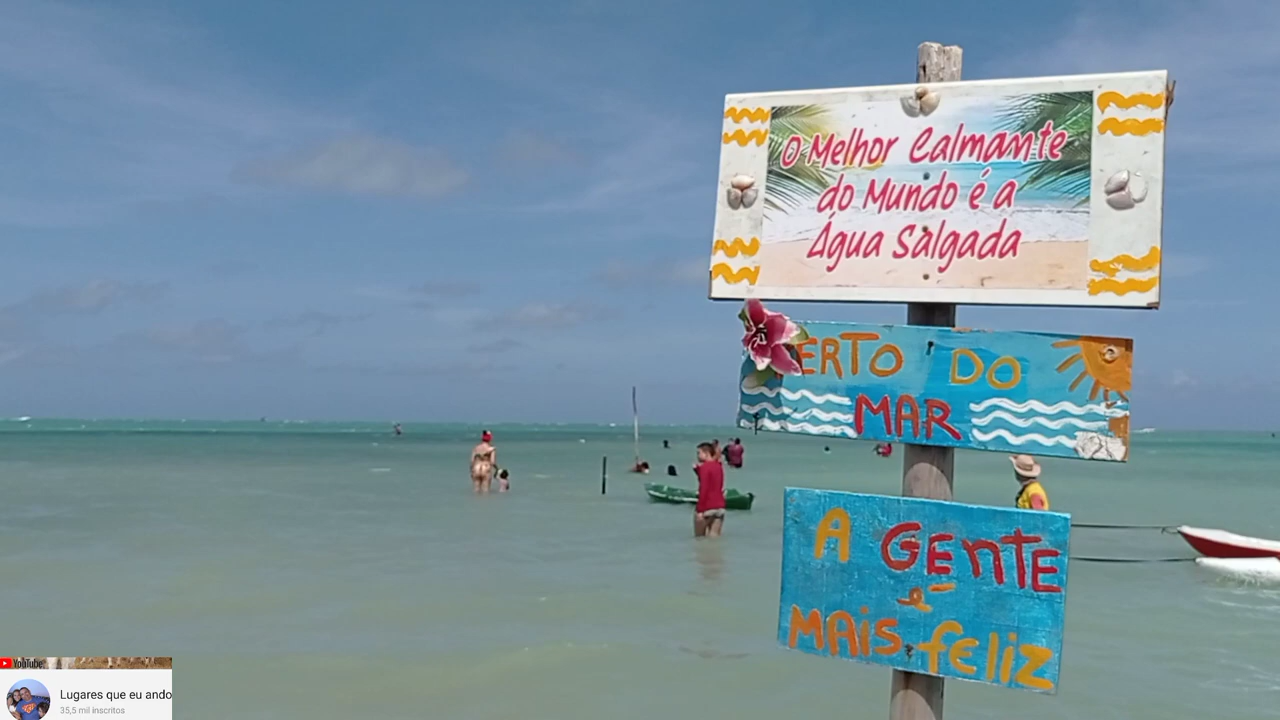 O Melhor Calmante
do Mundo é a
Água Salgada
ERTO DO
MAR
A GENTE
é
MAIS feliz
YouTube
Lugares que eu ando
35,5 mil inscritos